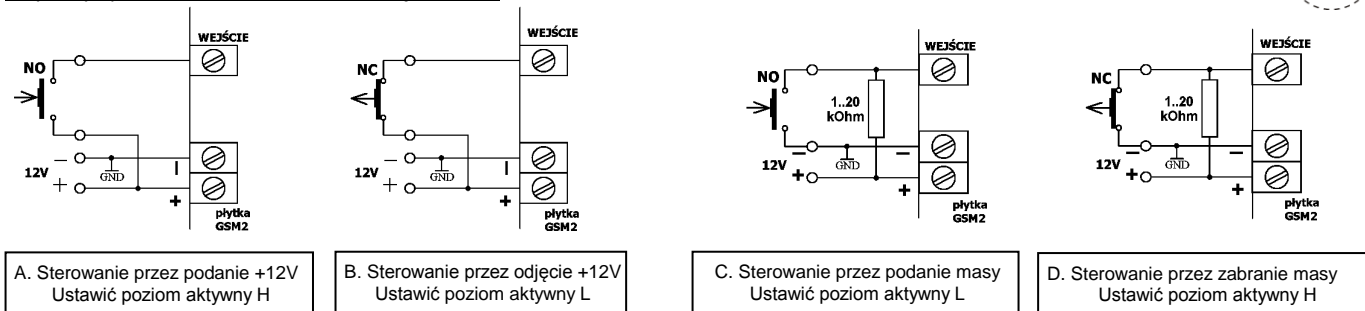 WEJŚCIE
NO
12V
−
+
GND
−
+
płytka
GSM2
A. Sterowanie przez podanie +12V
Ustawić poziom aktywny H
WEJŚCIE
NC
12V
−
+
GND
−
+
płytka
GSM2
B. Sterowanie przez odjęcie +12V
Ustawić poziom aktywny L
WEJŚCIE
NO
1..20
kOhm
12V
−
+
GND
−
+
płytka
GSM2
C. Sterowanie przez podanie masy
Ustawić poziom aktywny L
WEJŚCIE
NC
1..20
kOhm
12V
−
+
GND
−
+
płytka
GSM2
D. Sterowanie przez zabranie masy
Ustawić poziom aktywny H